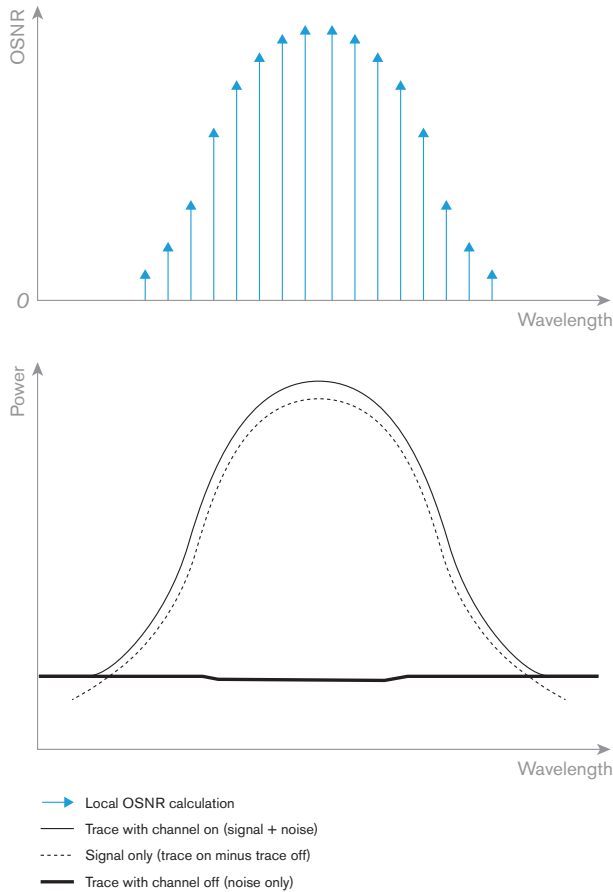 OSNR
0
Wavelength
Power
Wavelength
Local OSNR calculation
Trace with channel on (signal + noise)
Signal only (trace on minus trace off)
Trace with channel off (noise only)